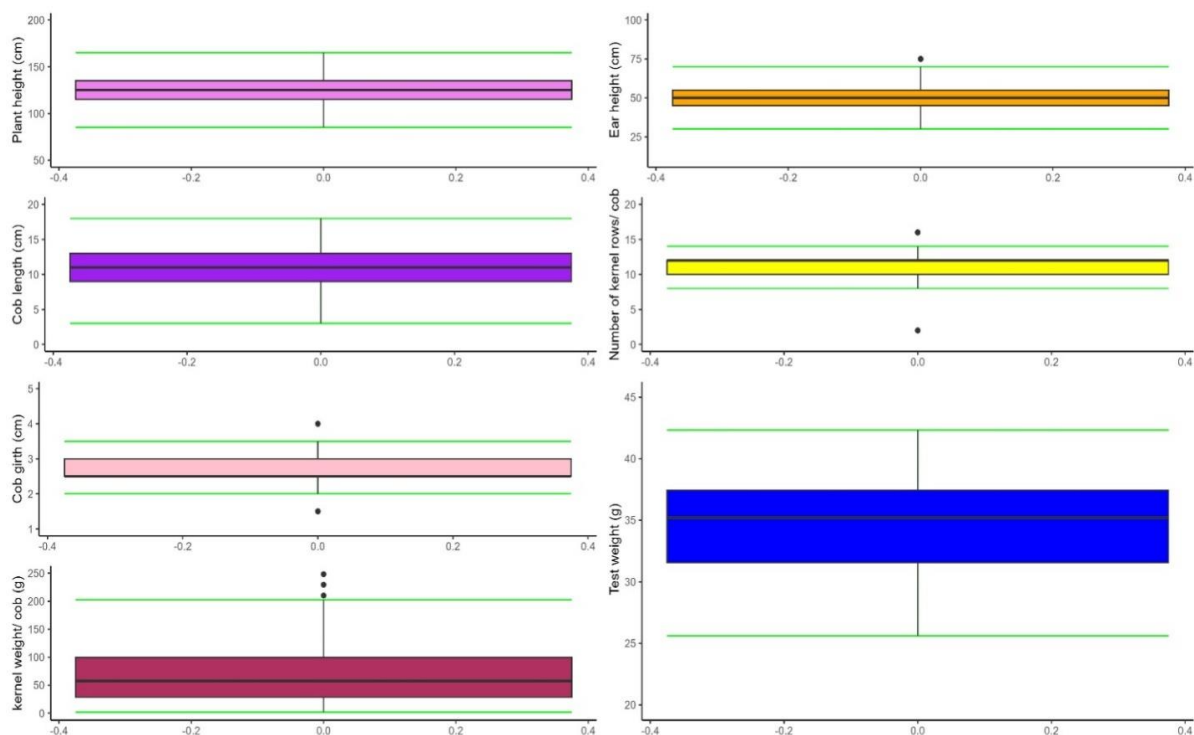 Plant height (cm)
200
150
100
50
-0.4 -0.2 0.0 0.2 0.4
Ear height (cm)
100
75
50
25
-0.4 -0.2 0.0 0.2 0.4
Cob length (cm)
20
15
10
5
0
-0.4 -0.2 0.0 0.2 0.4
Number of kernel rows/ cob
20
15
10
5
0
-0.4 -0.2 0.0 0.2 0.4
Cob girth (cm)
5
4
3
2
1
-0.4 -0.2 0.0 0.2 0.4
Test weight (g)
45
40
35
30
25
20
-0.4 -0.2 0.0 0.2 0.4
kernel weight/ cob (g)
250
200
150
100
50
0
-0.4 -0.2 0.0 0.2 0.4